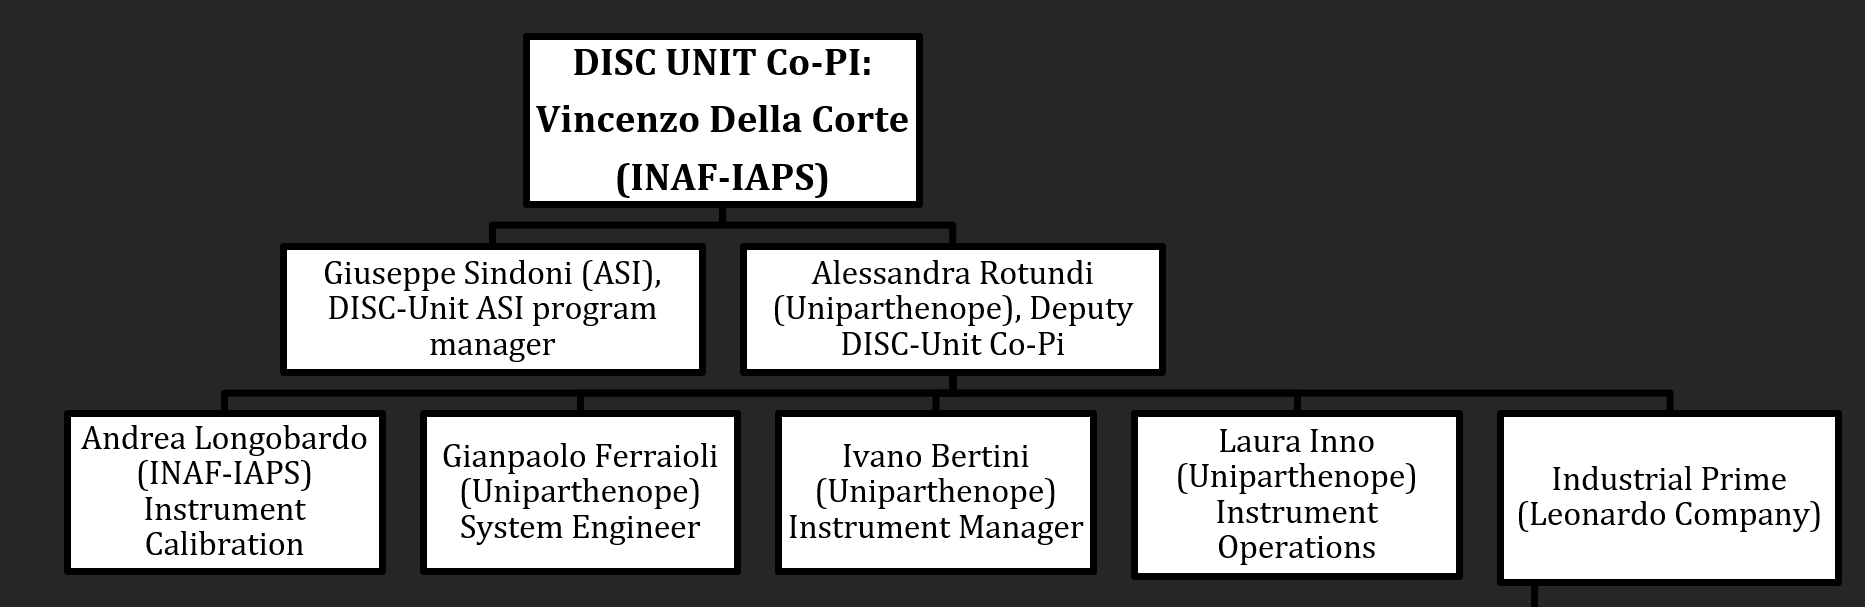 DISC UNIT Co-PI:
Vincenzo Della Corte
(INAF-IAPS)
Giuseppe Sindoni (ASI),
DISC-Unit ASI program
manager
Alessandra Rotundi
(Uniparthenope), Deputy
DISC-Unit Co-Pi
Andrea Longobardo
(INAF-IAPS)
Instrument
Calibration
Gianpaolo Ferraioli
(Uniparthenope)
System Engineer
Ivano Bertini
(Uniparthenope)
Instrument Manager
Laura Inno
(Uniparthenope)
Instrument
Operations
Industrial Prime
(Leonardo Company)